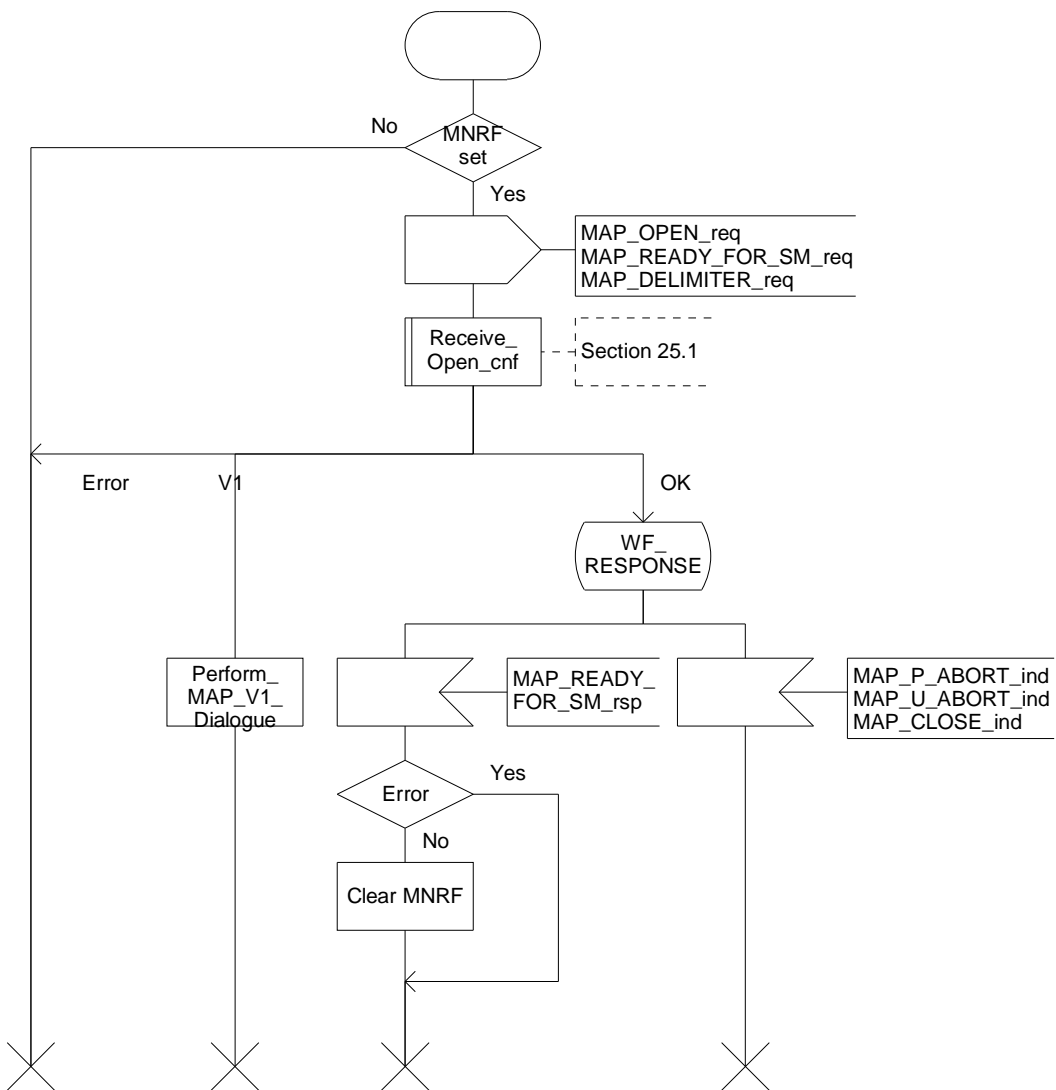 No
MNRF
set
Yes
MAP_OPEN_req
MAP_READY_FOR_SM_req
MAP_DELIMITER_req
Receive_
Open_cnf
Section 25.1
Error
V1
OK
WF_
RESPONSE
Perform_
MAP_V1_
Dialogue
MAP_READY_
FOR_SM_rsp
MAP_P_ABORT_ind
MAP_U_ABORT_ind
MAP_CLOSE_ind
Error
Yes
No
Clear MNRF